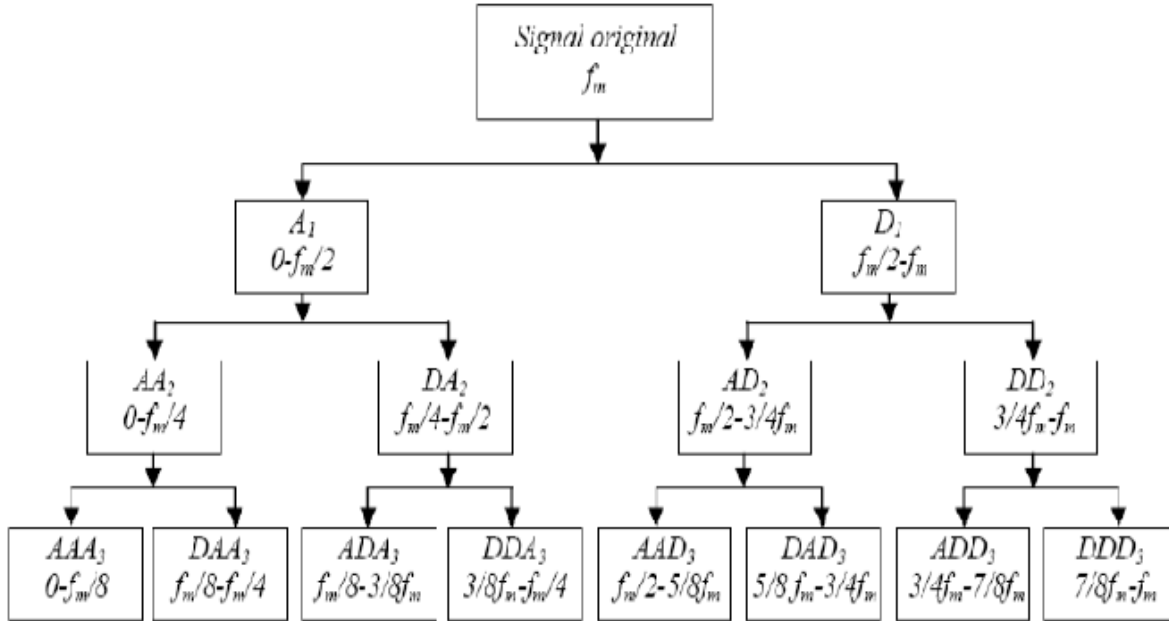 Signal original
fₘ
A₁
0-fₘ/2
D₁
fₘ/2-fₘ
AA₂
0-fₘ/4
DA₂
fₘ/4-fₘ/2
AD₂
fₘ/2-3/4fₘ
DD₂
3/4fₘ-fₘ
AAA₃
0-fₘ/8
DAA₃
fₘ/8-fₘ/4
ADA₃
fₘ/8-3/8fₘ
DDA₃
3/8fₘ-fₘ/4
AAD₃
fₘ/2-5/8fₘ
DAD₃
5/8fₘ-3/4fₘ
ADD₃
3/4fₘ-7/8fₘ
DDD₃
7/8fₘ-fₘ